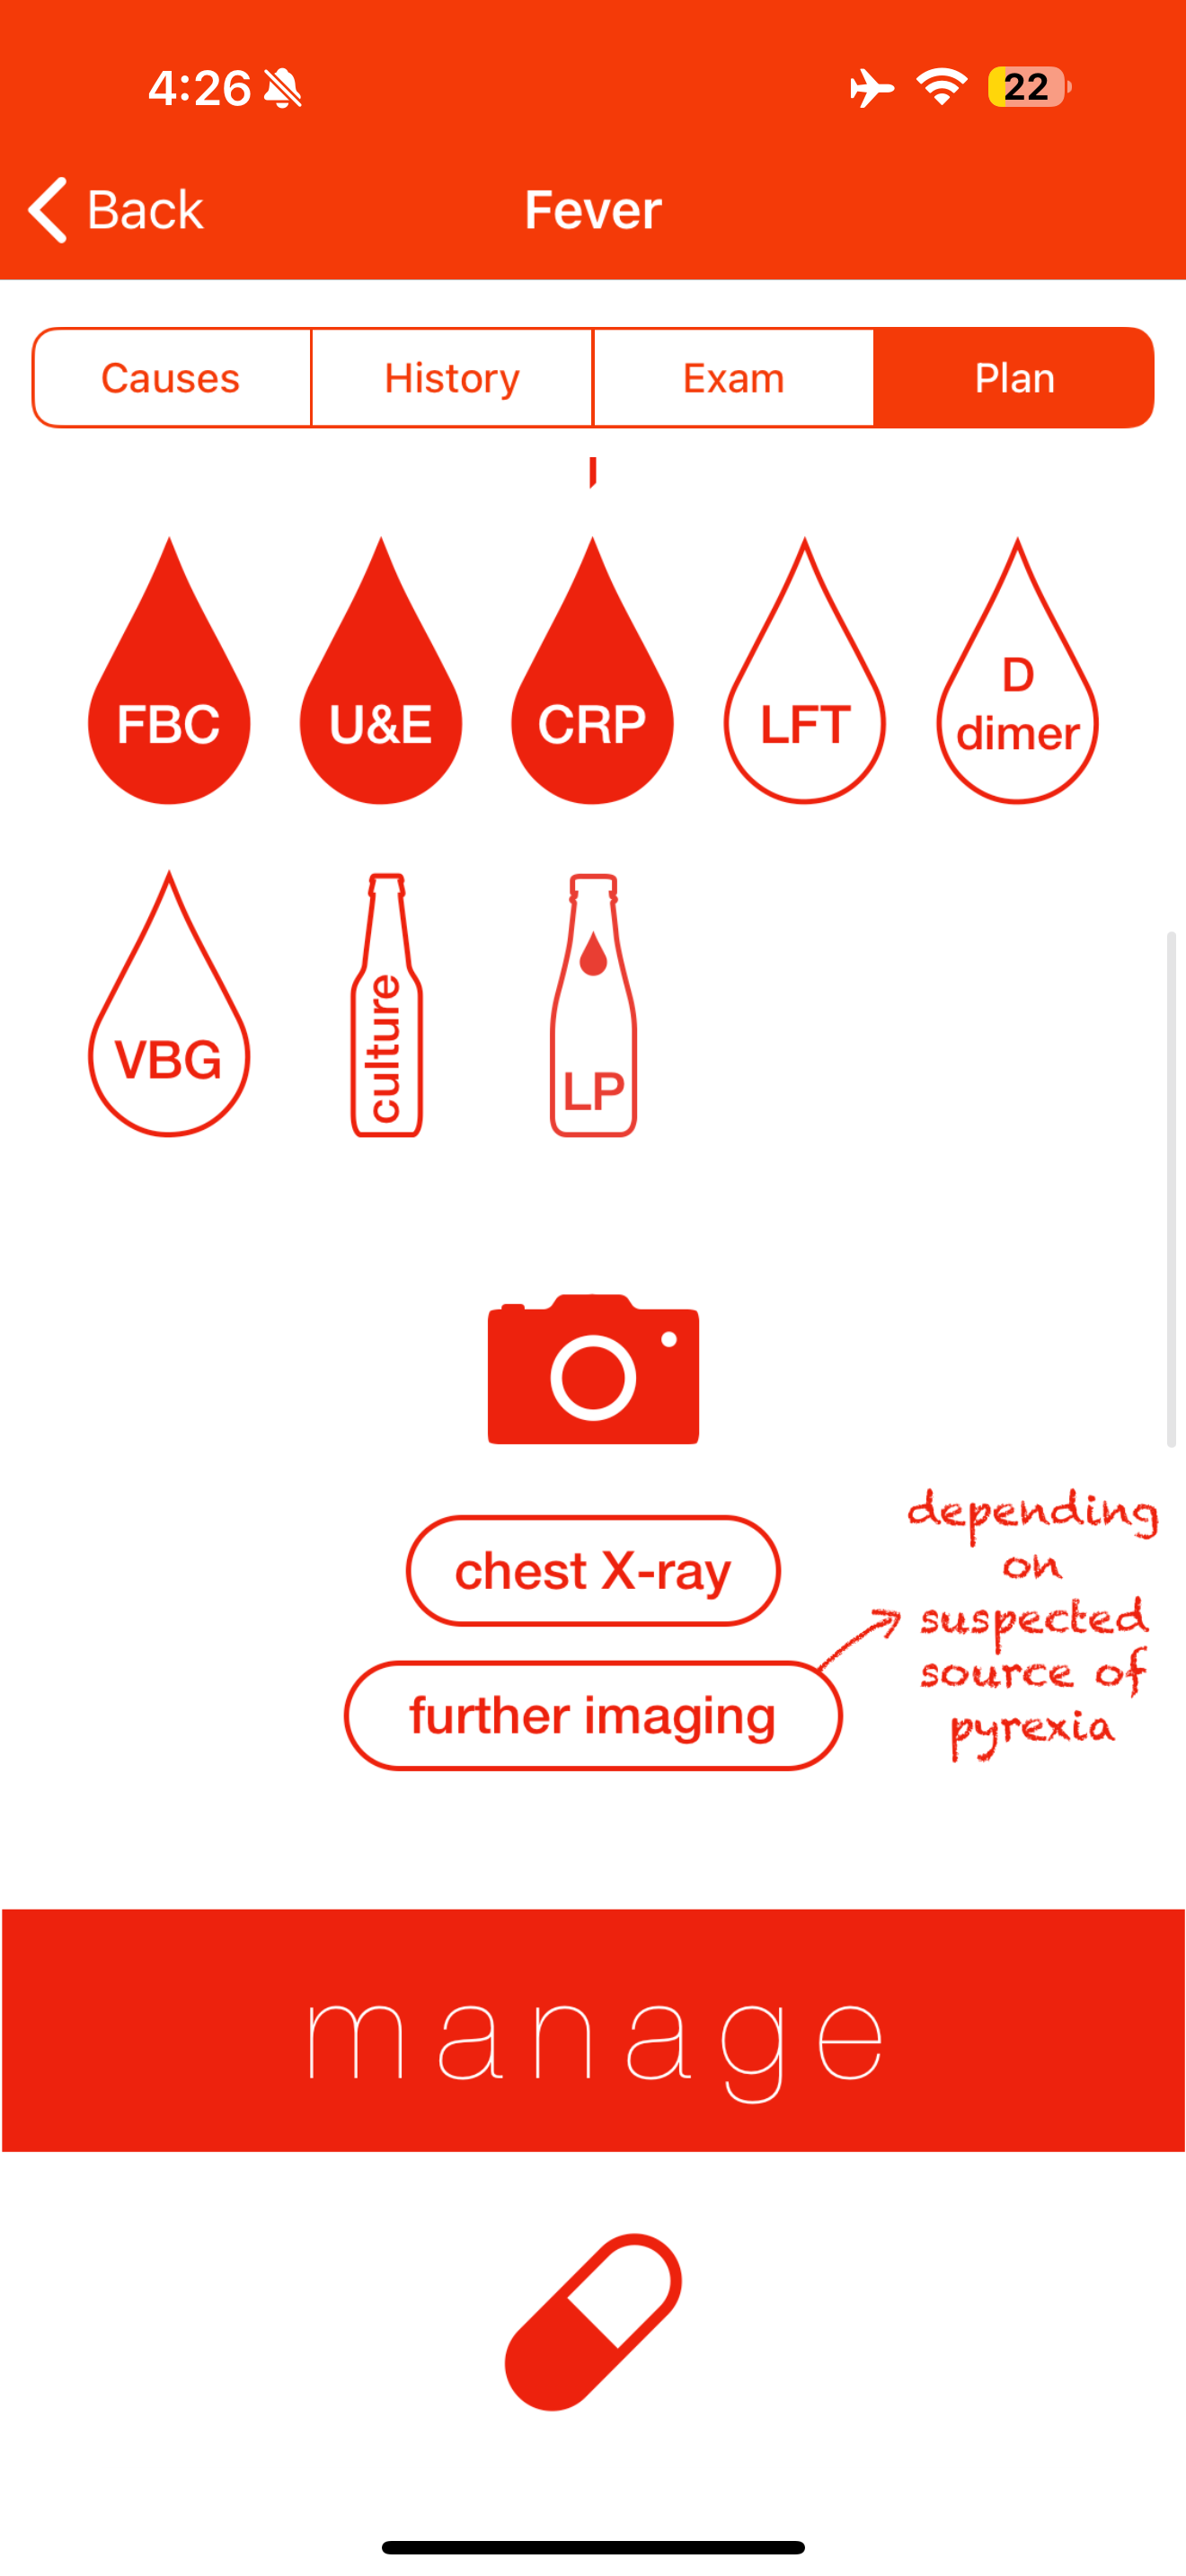 4:26
22
Back
Fever
Causes
History
Exam
Plan
FBC
U&E
CRP
LFT
D
dimer
VBG
culture
LP
chest X-ray
further imaging
depending
on
suspected
source of
pyrexia
manage